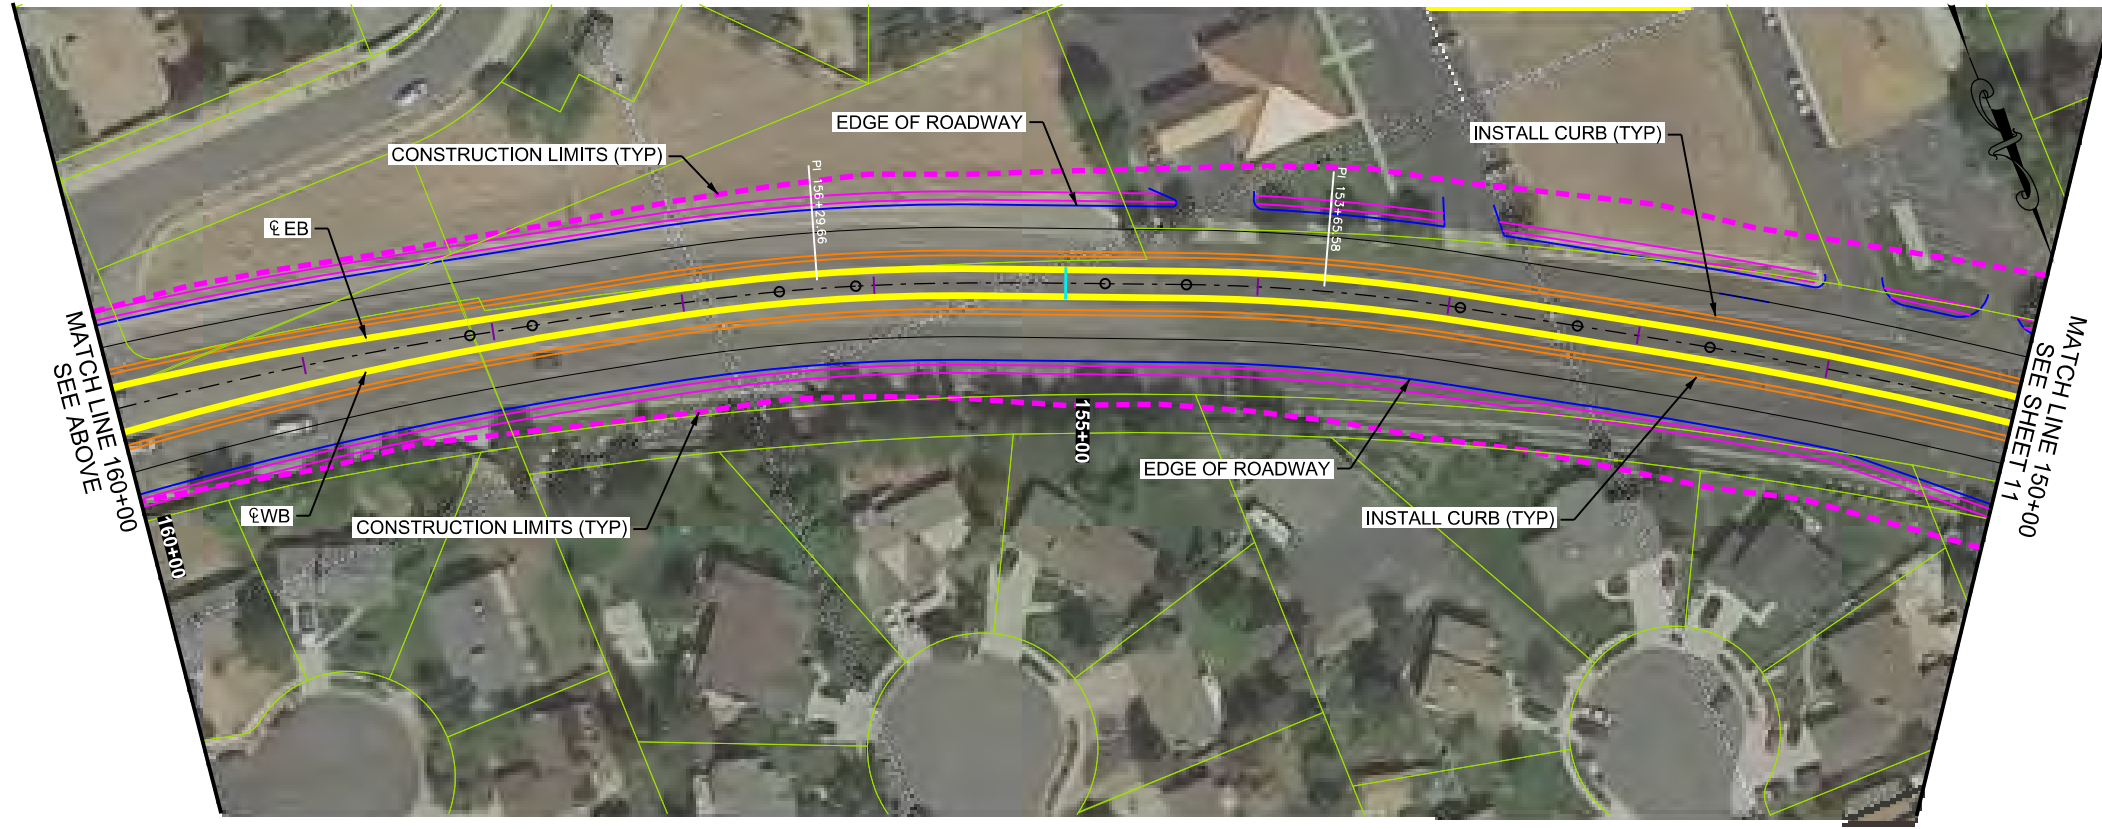 EDGE OF ROADWAY
INSTALL CURB (TYP)
CONSTRUCTION LIMITS (TYP)
PI 156+29.66
PI 153+65.58
℄ EB
MATCH LINE 160+00
SEE ABOVE
MATCH LINE 150+00
SEE SHEET 11
155+00
EDGE OF ROADWAY
℄ WB
CONSTRUCTION LIMITS (TYP)
INSTALL CURB (TYP)
160+00